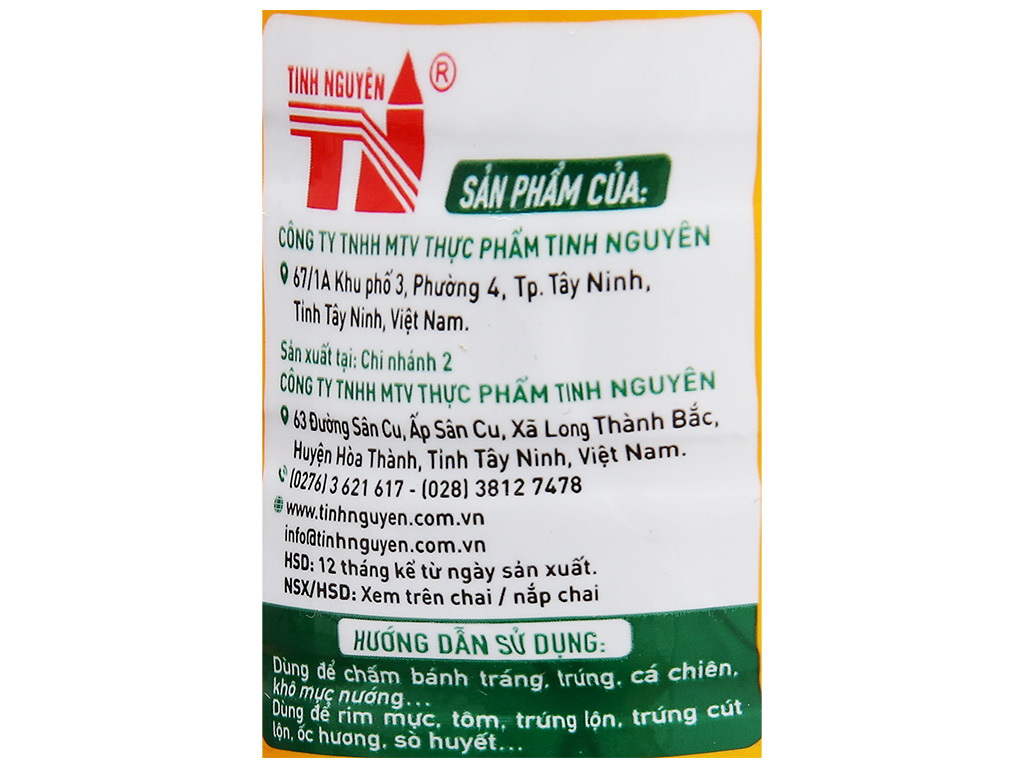 TINH NGUYÊN ®
TN
SẢN PHẨM CỦA:
CÔNG TY TNHH MTV THỰC PHẨM TINH NGUYÊN
67/1A Khu phố 3, Phường 4, Tp. Tây Ninh,
Tỉnh Tây Ninh, Việt Nam.
Sản xuất tại: Chi nhánh 2
CÔNG TY TNHH MTV THỰC PHẨM TINH NGUYÊN
63 Đường Sân Cu, Ấp Sân Cu, Xã Long Thành Bắc,
Huyện Hòa Thành, Tỉnh Tây Ninh, Việt Nam.
(0276) 3 621 617 - (028) 3812 7478
www.tinhnguyen.com.vn
info@tinhnguyen.com.vn
HSD: 12 tháng kể từ ngày sản xuất.
NSX/HSD: Xem trên chai / nắp chai
HƯỚNG DẪN SỬ DỤNG:
Dùng để chấm bánh tráng, trứng, cá chiên,
khô mực nướng...
Dùng để rim mực, tôm, trứng lộn, trứng cút
lộn, ốc hương, sò huyết...